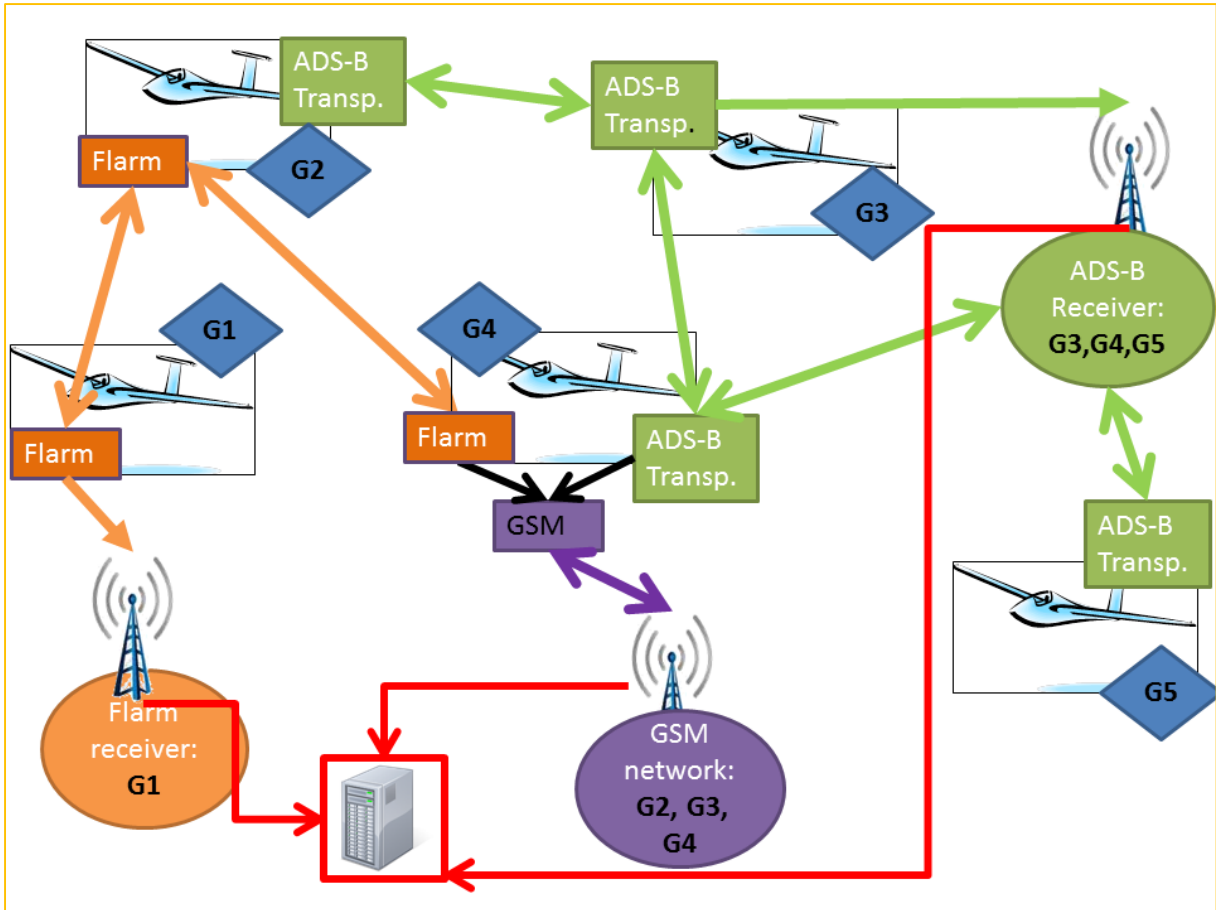 ADS-B
Transp.
Flarm
G2
ADS-B
Transp.
G3
ADS-B
Receiver:
G3,G4,G5
G1
Flarm
G4
Flarm
ADS-B
Transp.
GSM
ADS-B
Transp.
G5
Flarm
receiver:
G1
GSM
network:
G2, G3,
G4